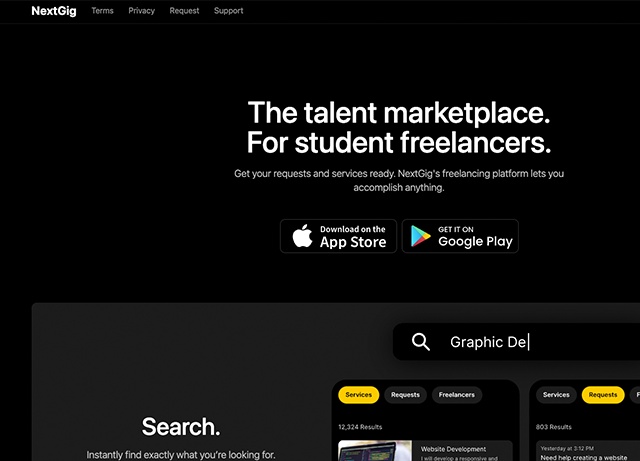 NextGig Terms Privacy Request Support
The talent marketplace.
For student freelancers.
Get your requests and services ready. NextGig's freelancing platform lets you
accomplish anything.
Download on the
App Store
GET IT ON
Google Play
Graphic De
Services Requests Freelancers
Services Requests F
12,324 Results
803 Results
Search.
Instantly find exactly what you're looking for.
Website Development
I will develop a responsive and
Yesterday at 3:12 PM
Need help creating a website